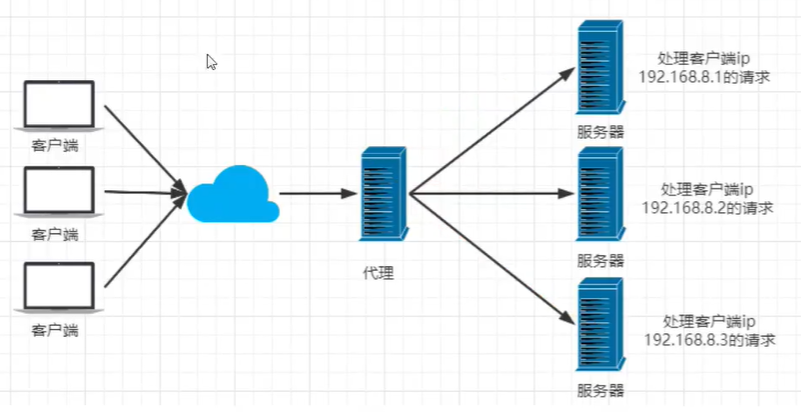 客户端
客户端
客户端
代理
服务器
处理客户端ip
192.168.8.1的请求
服务器
处理客户端ip
192.168.8.2的请求
服务器
处理客户端ip
192.168.8.3的请求